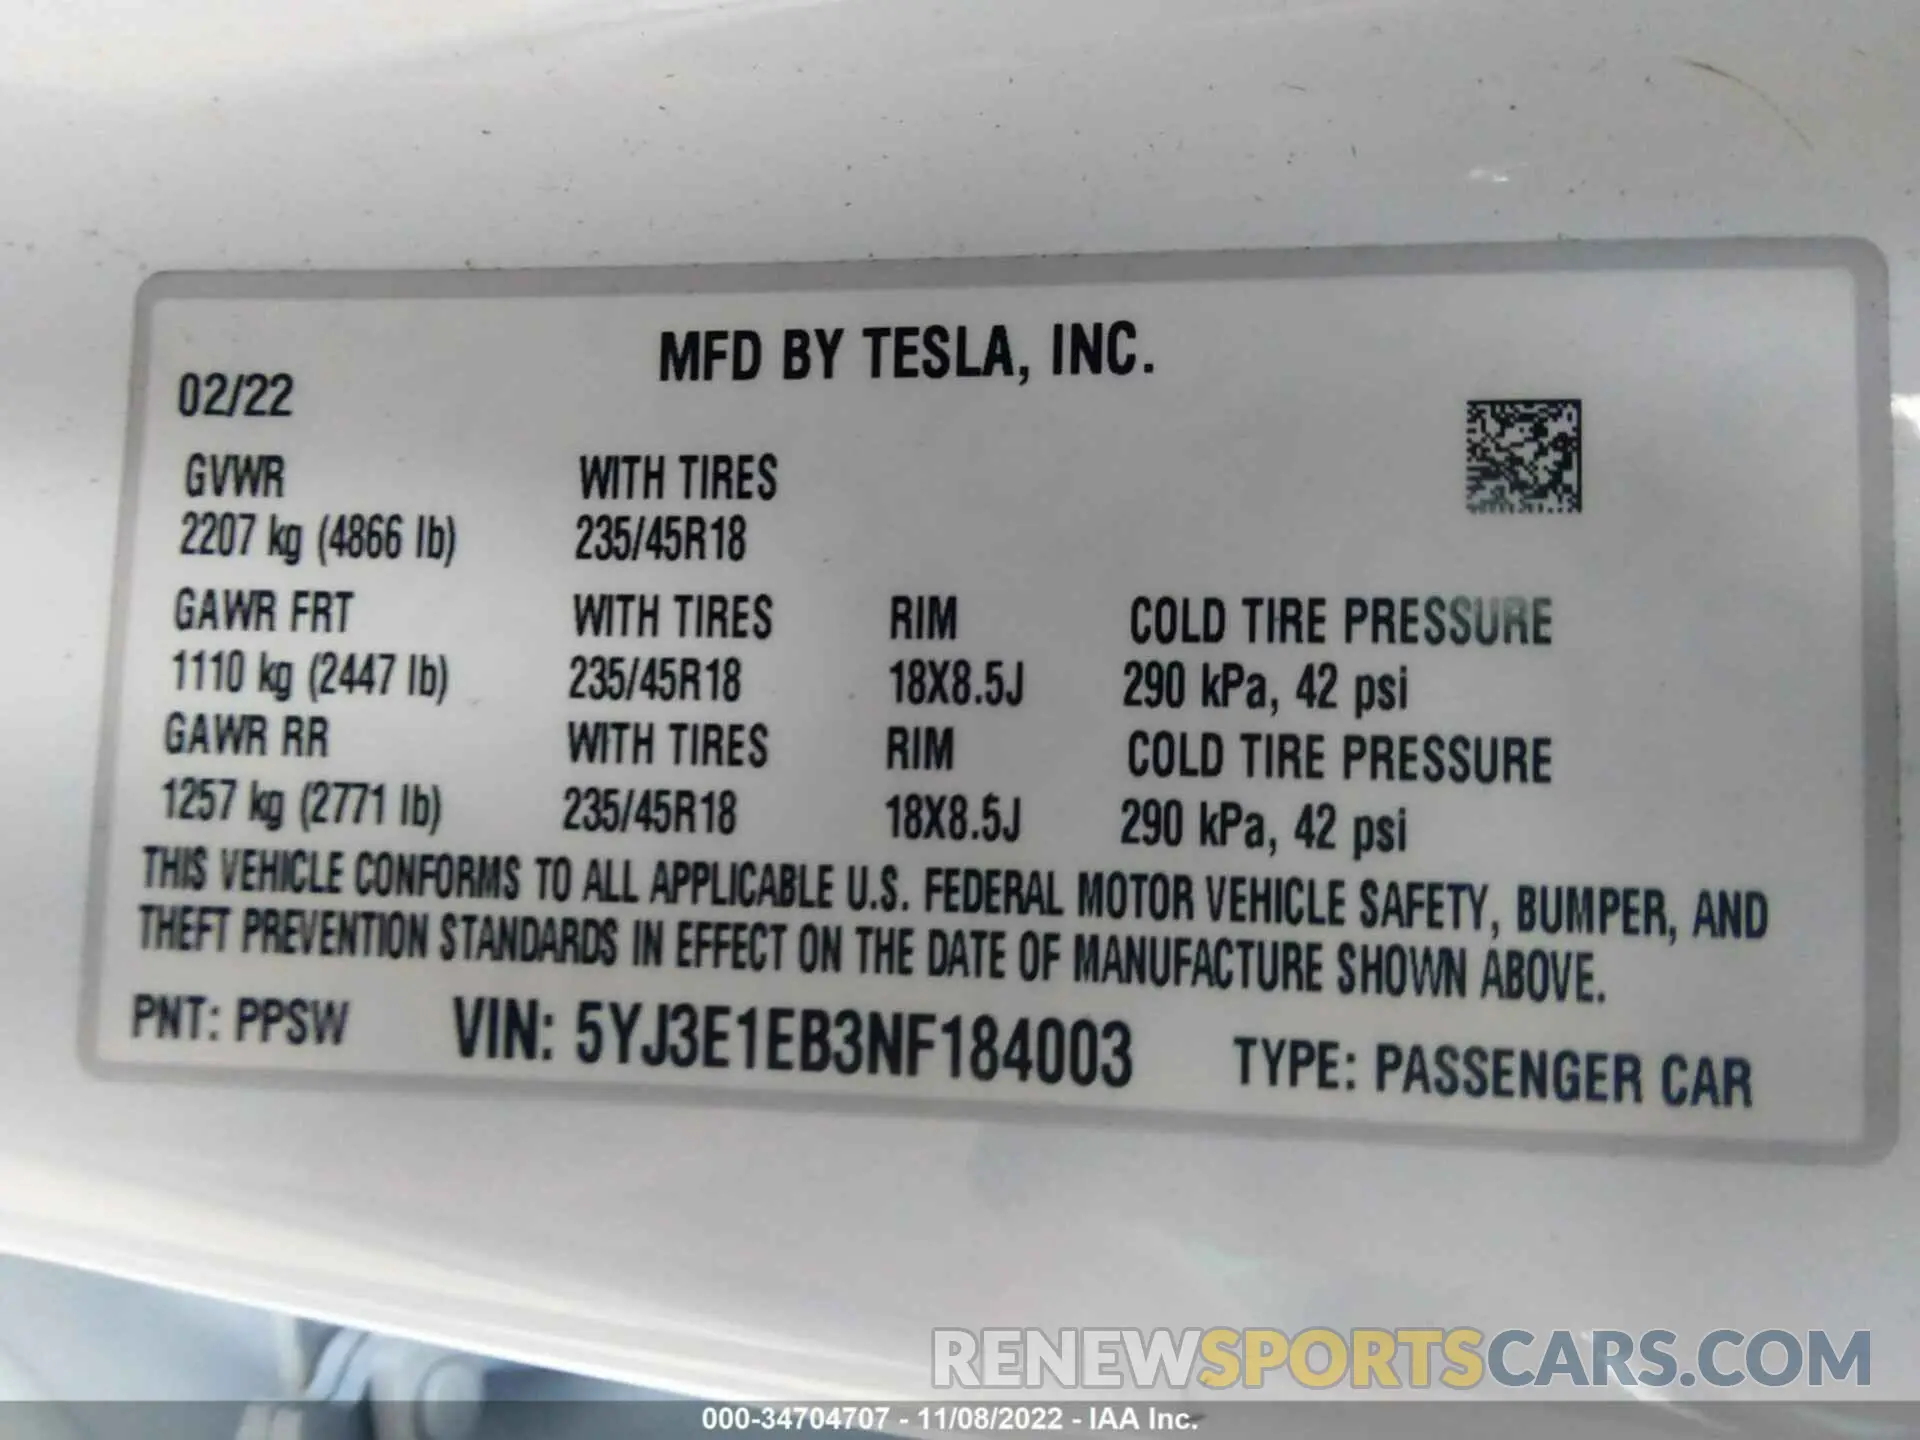 MFD BY TESLA, INC.
02/22
GVWR WITH TIRES
2207 kg (4866 lb) 235/45R18
GAWR FRT WITH TIRES RIM COLD TIRE PRESSURE
1110 kg (2447 lb) 235/45R18 18X8.5J 290 kPa, 42 psi
GAWR RR WITH TIRES RIM COLD TIRE PRESSURE
1257 kg (2771 lb) 235/45R18 18X8.5J 290 kPa, 42 psi
THIS VEHICLE CONFORMS TO ALL APPLICABLE U.S. FEDERAL MOTOR VEHICLE SAFETY, BUMPER, AND
THEFT PREVENTION STANDARDS IN EFFECT ON THE DATE OF MANUFACTURE SHOWN ABOVE.
PNT: PPSW VIN: 5YJ3E1EB3NF184003 TYPE: PASSENGER CAR
RENEWSPORTSCARS.COM
000-34704707 - 11/08/2022 - IAA Inc.